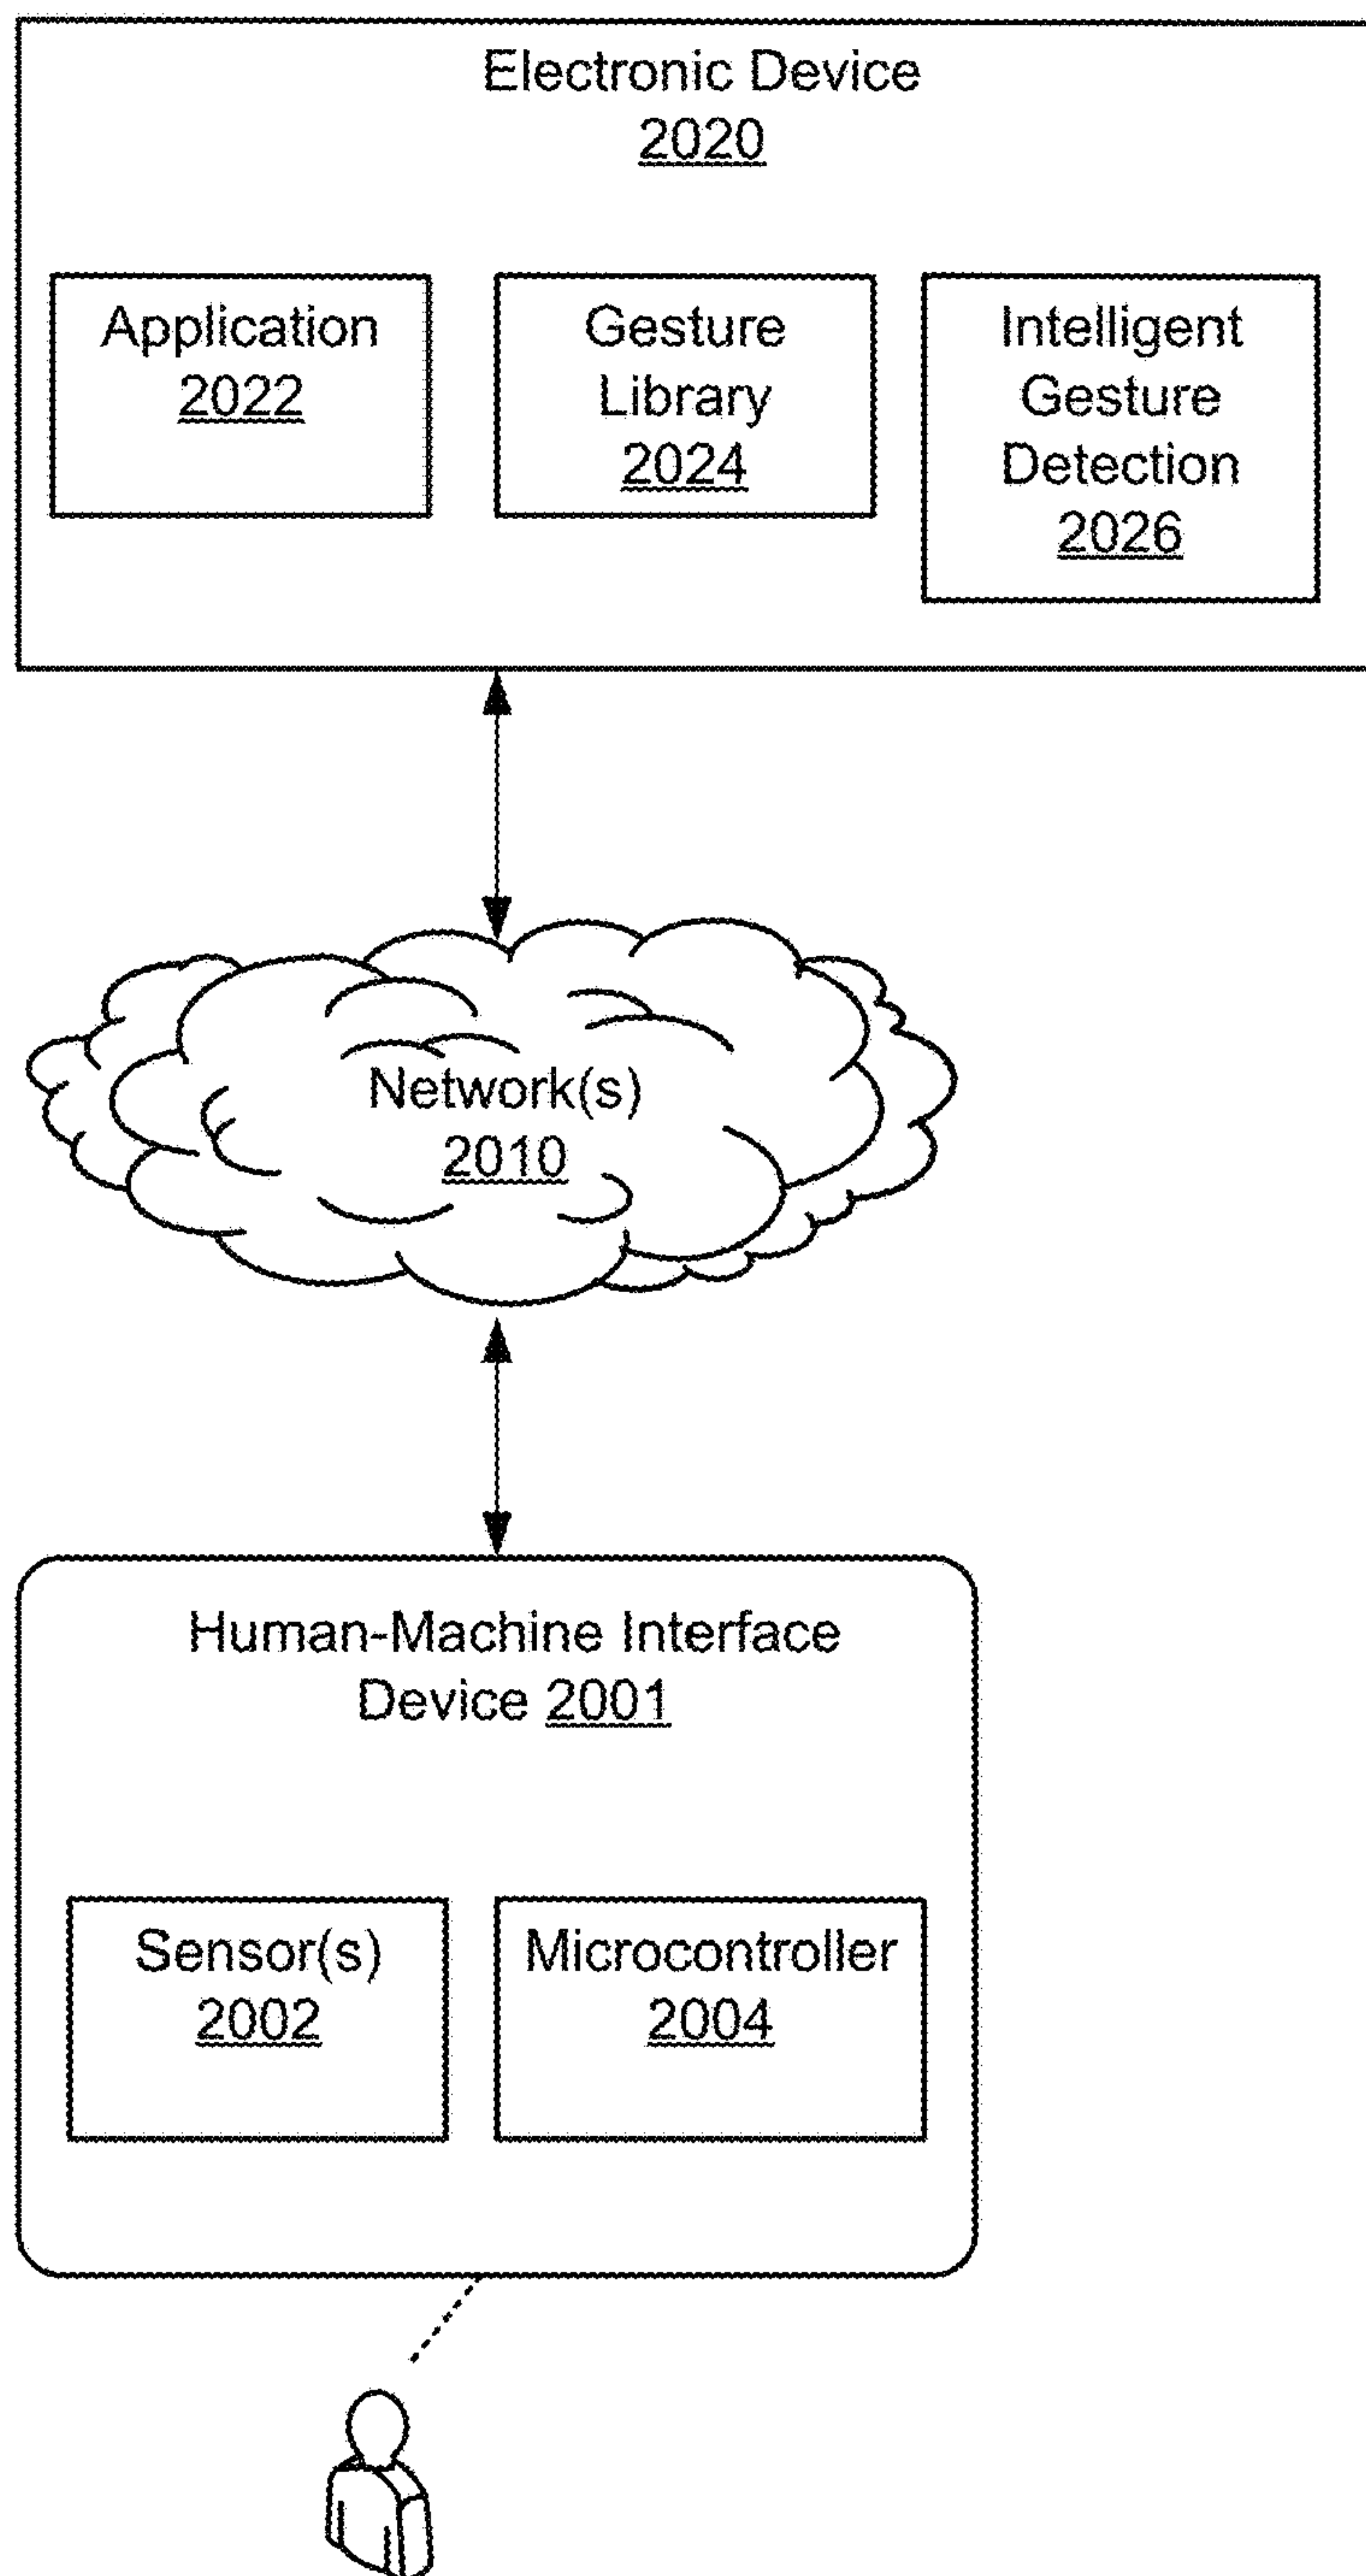 Electronic Device
2020
Application
2022
Gesture
Library
2024
Intelligent
Gesture
Detection
2026
Network(s)
2010
Human-Machine Interface
Device 2001
Sensor(s)
2002
Microcontroller
2004